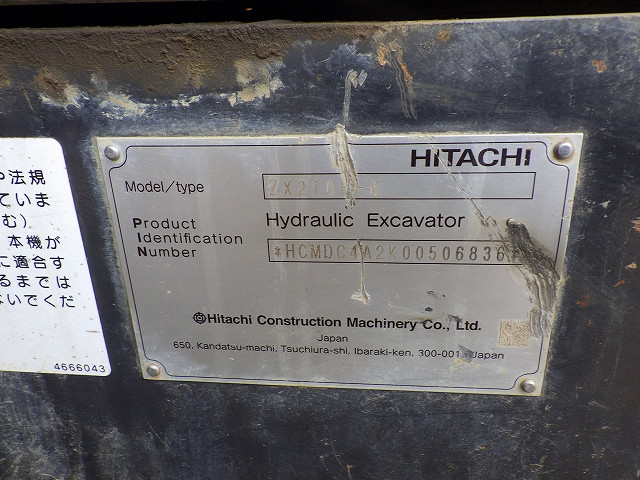 HITACHI
Model/type
Product
Identification
Number
Hydraulic Excavator
*HCMDC4A2K00506836
Hitachi Construction Machinery Co., Ltd.
Japan
650, Kandatsu-machi, Tsuchiura-shi, Ibaraki-ken, 300-001 Japan
や法規
ていま
む)
本機が
に適合す
るまでは
ないでくだ
4666043